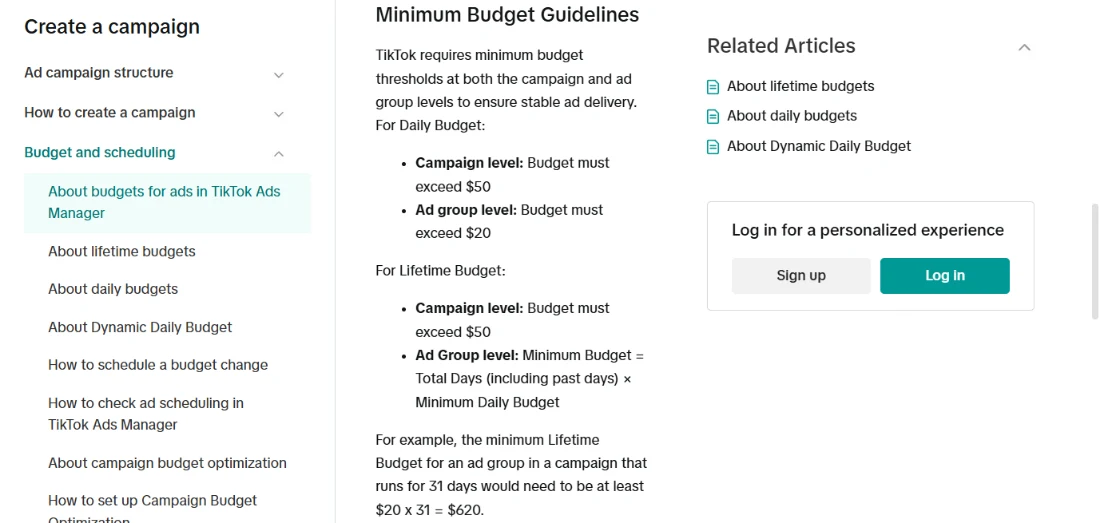 Create a campaign
Ad campaign structure
How to create a campaign
Budget and scheduling
About budgets for ads in TikTok Ads
Manager
About lifetime budgets
About daily budgets
About Dynamic Daily Budget
How to schedule a budget change
How to check ad scheduling in
TikTok Ads Manager
About campaign budget optimization
How to set up Campaign Budget
Optimization
Minimum Budget Guidelines
TikTok requires minimum budget
thresholds at both the campaign and ad
group levels to ensure stable ad delivery.
For Daily Budget:
• Campaign level: Budget must
exceed $50
• Ad group level: Budget must
exceed $20
For Lifetime Budget:
• Campaign level: Budget must
exceed $50
• Ad Group level: Minimum Budget =
Total Days (including past days) ×
Minimum Daily Budget
For example, the minimum Lifetime
Budget for an ad group in a campaign that
runs for 31 days would need to be at least
$20 x 31 = $620.
Related Articles
About lifetime budgets
About daily budgets
About Dynamic Daily Budget
Log in for a personalized experience
Sign up
Log in